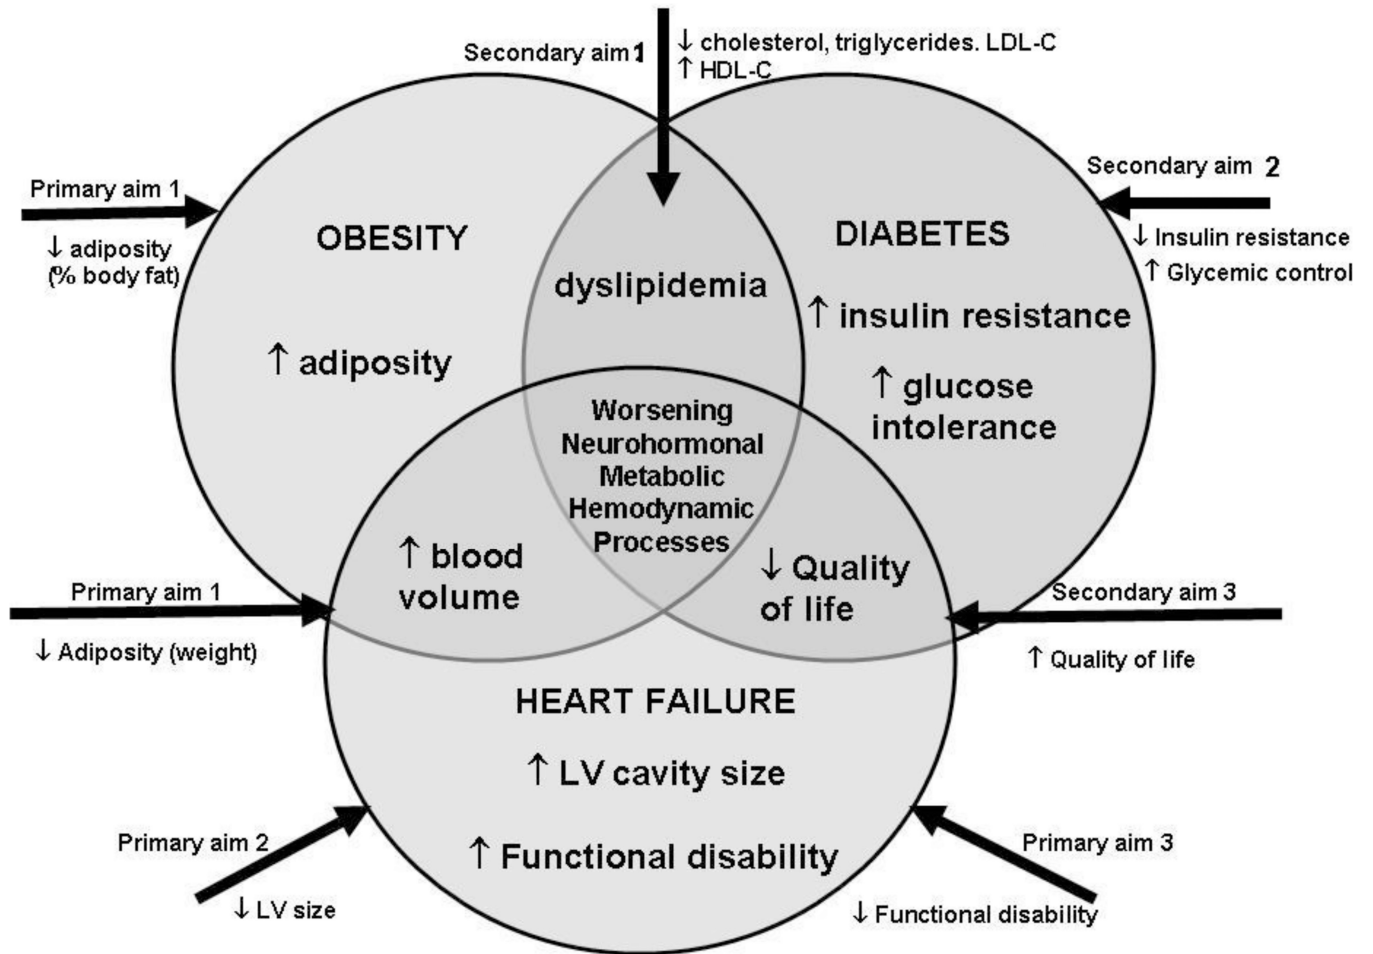 Secondary aim 1
↓ cholesterol, triglycerides. LDL-C
↑ HDL-C
Primary aim 1
↓ adiposity
(% body fat)
Secondary aim 2
↓ Insulin resistance
↑ Glycemic control
OBESITY
DIABETES
dyslipidemia
↑ insulin resistance
↑ adiposity
↑ glucose
intolerance
Worsening
Neurohormonal
Metabolic
Hemodynamic
Processes
↑ blood
volume
↓ Quality
of life
Primary aim 1
↓ Adiposity (weight)
Secondary aim 3
↑ Quality of life
HEART FAILURE
↑ LV cavity size
↑ Functional disability
Primary aim 2
↓ LV size
Primary aim 3
↓ Functional disability